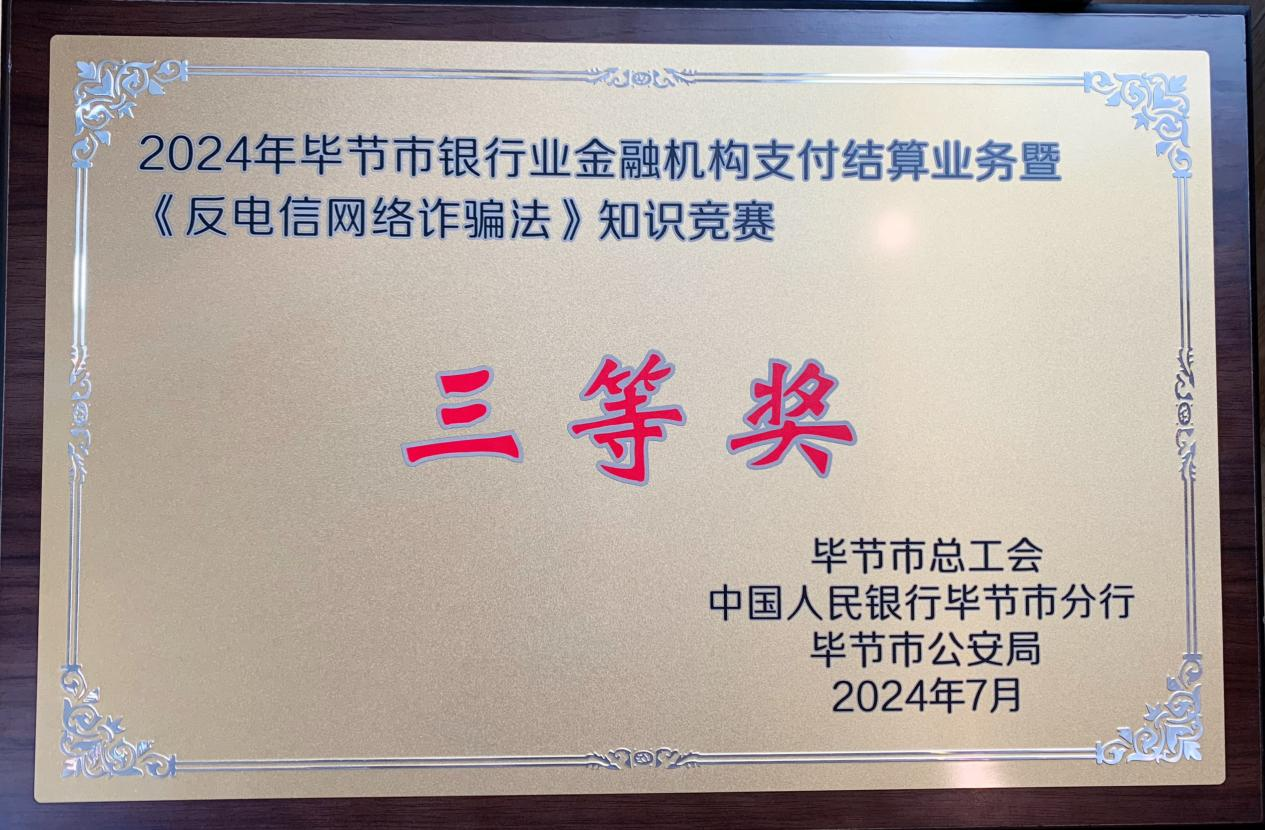 2024年毕节市银行业金融机构支付结算业务暨
《反电信网络诈骗法》知识竞赛
三等奖
毕节市总工会
中国人民银行毕节市分行
毕节市公安局
2024年7月